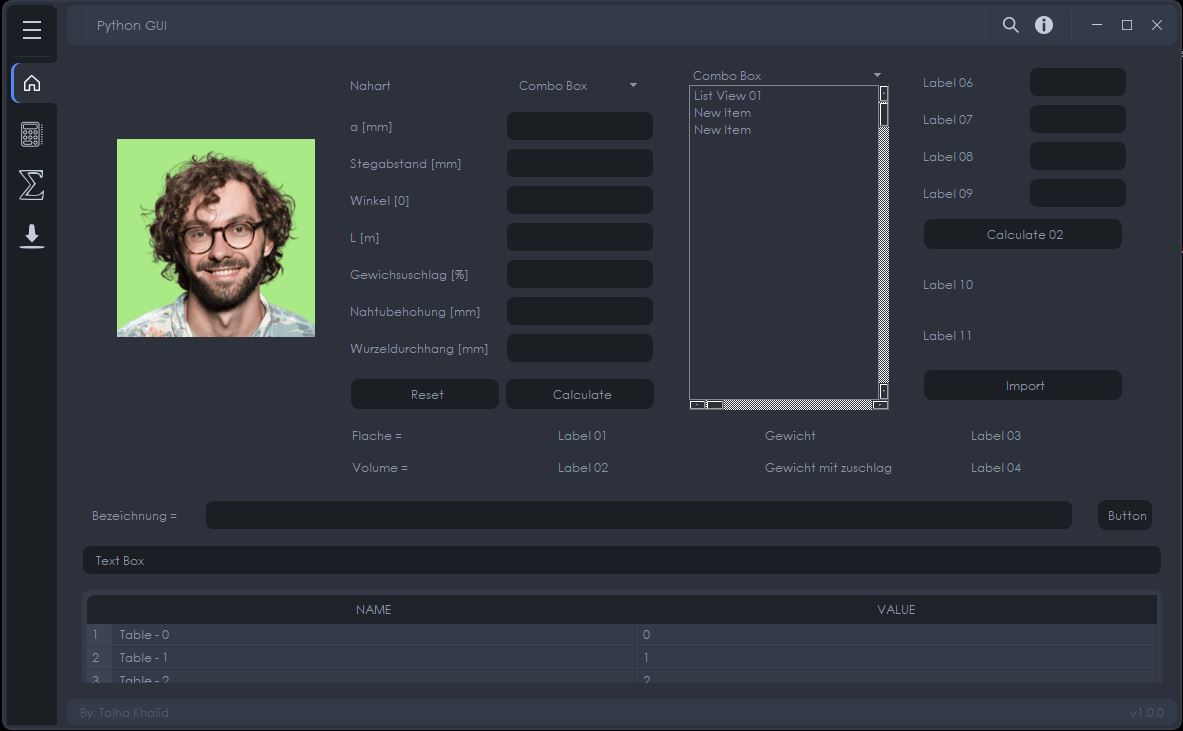 Python GUI
Nahart
Combo Box
a [mm]
Stegabstand [mm]
Winkel [0]
L [m]
Gewichsuschlag [%]
Nahtubehohung [mm]
Wurzeldurchhang [mm]
Reset
Calculate
Combo Box
List View 01
New Item
New Item
Label 06
Label 07
Label 08
Label 09
Calculate 02
Label 10
Label 11
Import
Flache =
Label 01
Gewicht
Label 03
Volume =
Label 02
Gewicht mit zuschlag
Label 04
Bezeichnung =
Button
Text Box
NAME
VALUE
1
Table - 0
0
2
Table - 1
1
3
Table - 2
2
By: Talha Khalid
v1.0.0